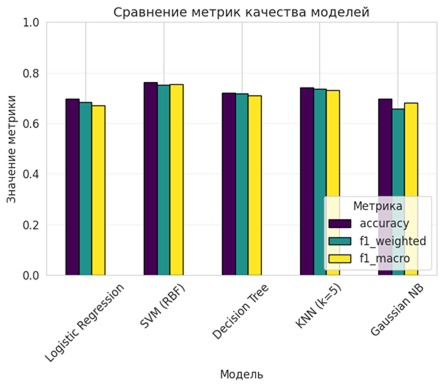 Сравнение метрик качества моделей
Значение метрики
1.0
0.8
0.6
0.4
0.2
0.0
Метрика
accuracy
f1_weighted
f1_macro
Logistic Regression
SVM (RBF)
Decision Tree
KNN (k=5)
Gaussian NB
Модель